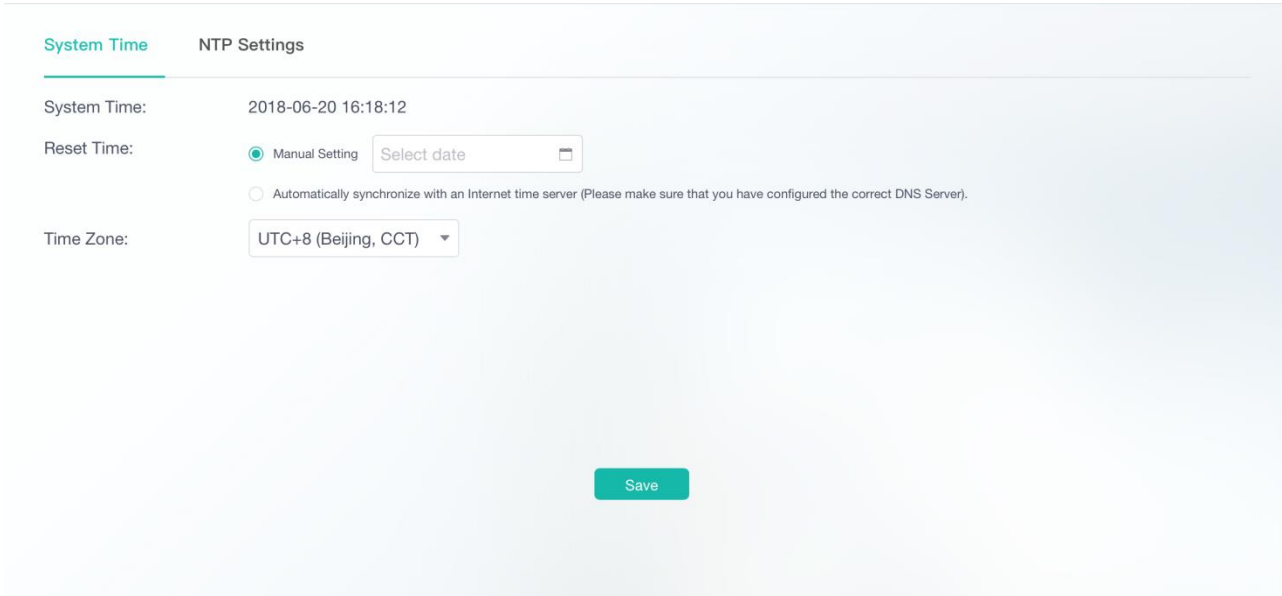 System Time NTP Settings
System Time: 2018-06-20 16:18:12
Reset Time: Manual Setting Select date
Automatically synchronize with an Internet time server (Please make sure that you have configured the correct DNS Server).
Time Zone: UTC+8 (Beijing, CCT)
Save